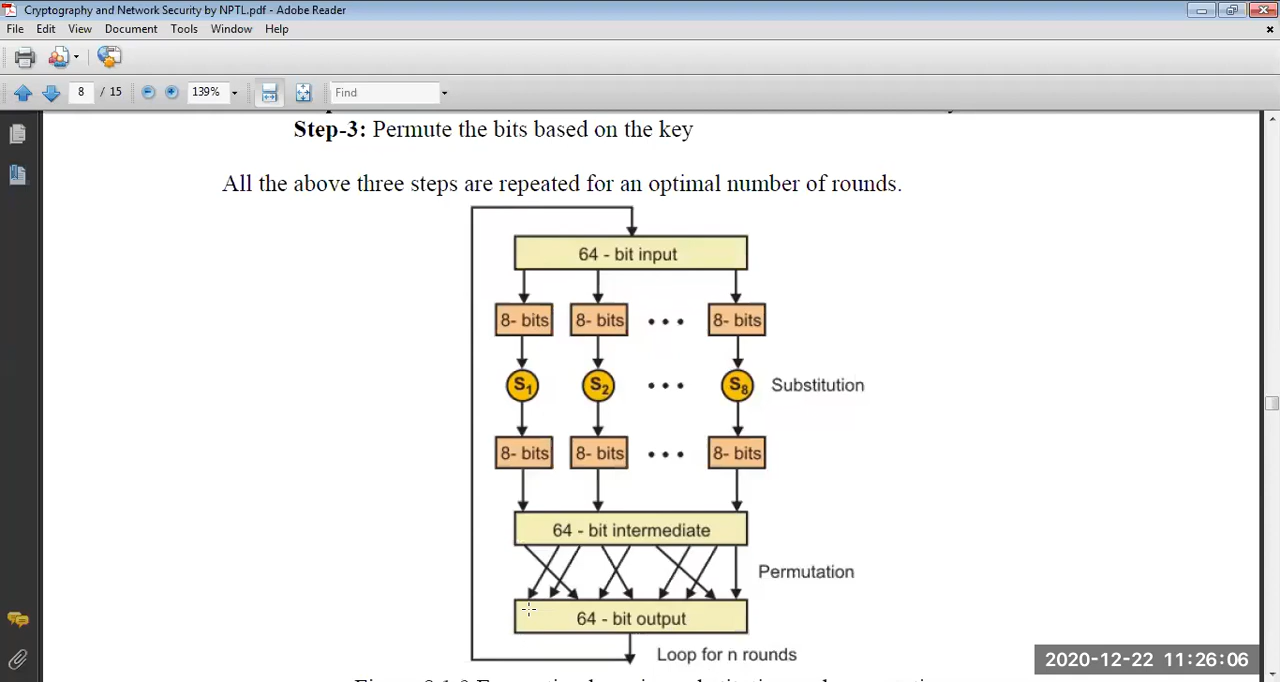 Cryptography and Network Security by NPTL.pdf - Adobe Reader
File Edit View Document Tools Window Help
8 / 15 139% Find
Step-3: Permute the bits based on the key
All the above three steps are repeated for an optimal number of rounds.
64 - bit input
8- bits 8- bits • • • 8- bits
S1 S2 • • • S8 Substitution
8- bits 8- bits • • • 8- bits
64 - bit intermediate
Permutation
64 - bit output
Loop for n rounds
2020-12-22 11:26:06